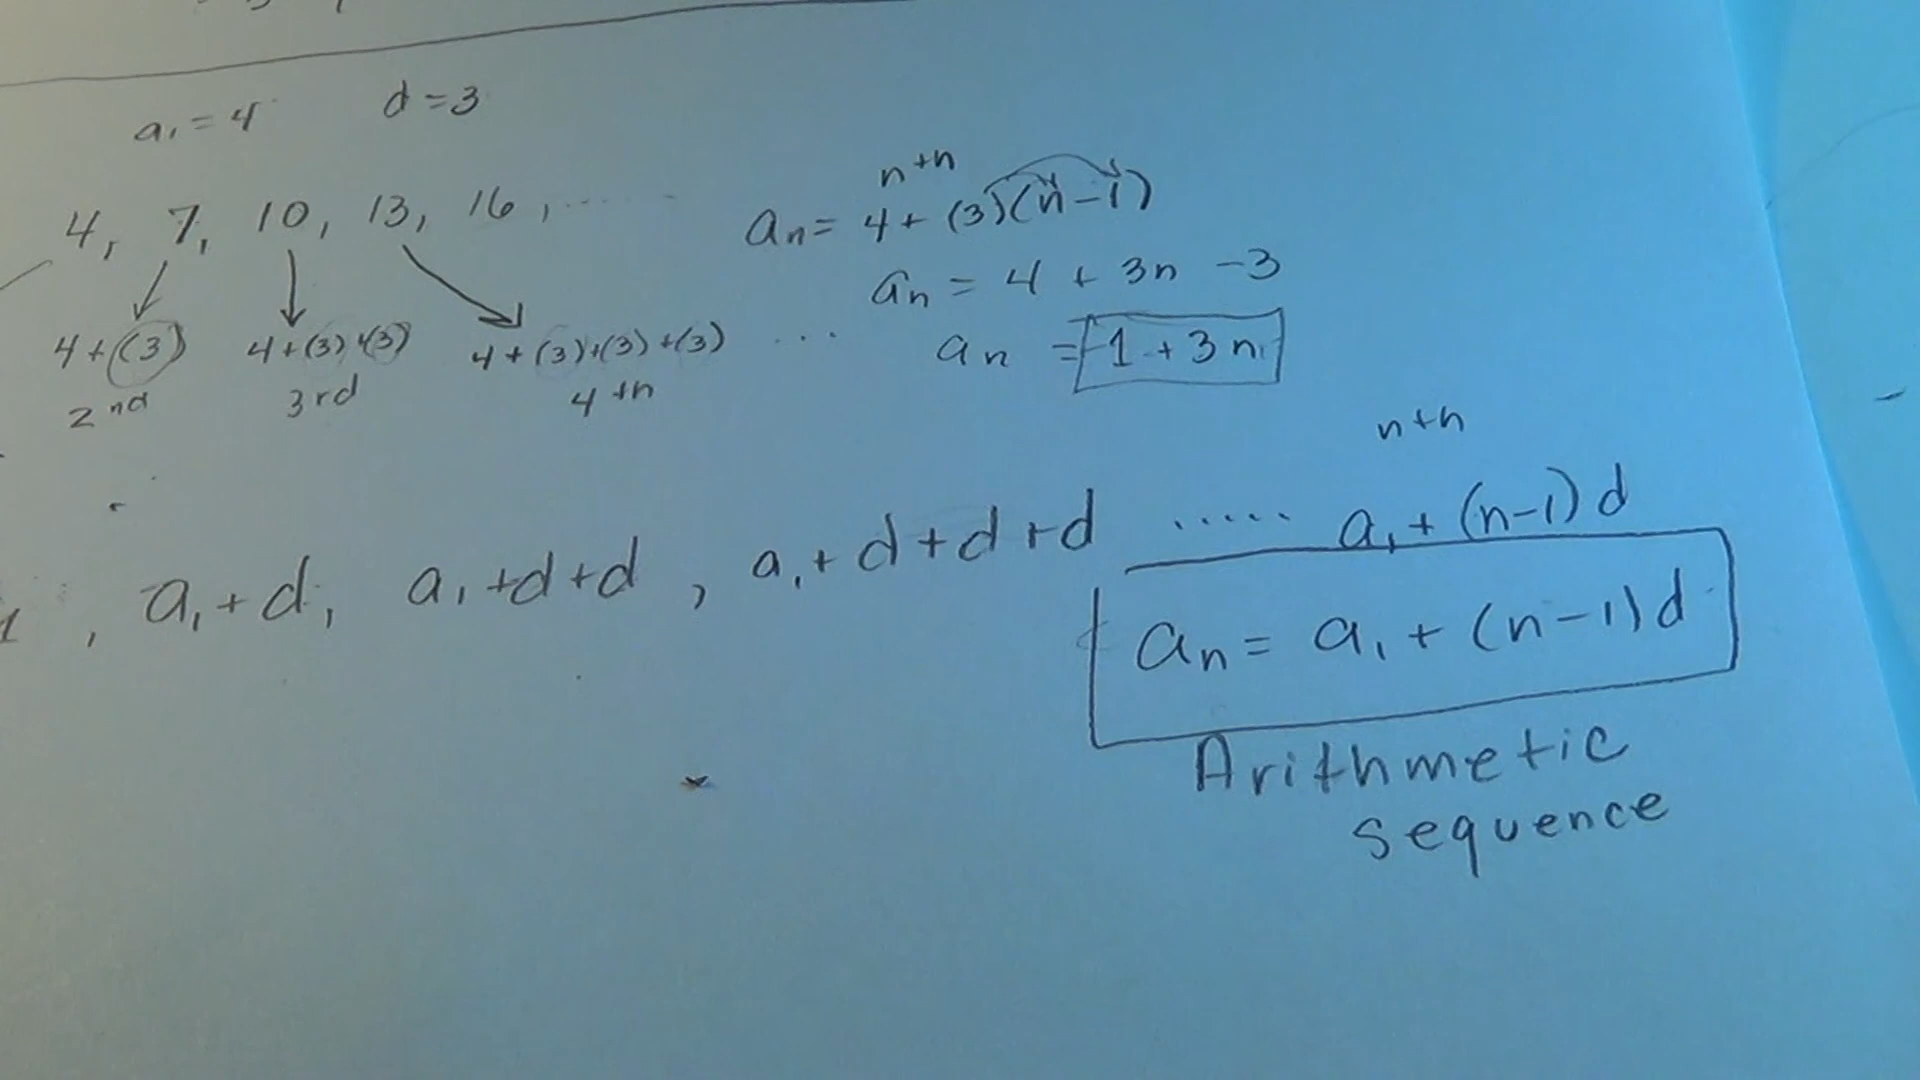 a₁ = 4 d = 3
4, 7, 10, 13, 16, ......
nth
aₙ = 4 + (3)(n-1)
aₙ = 4 + 3n - 3
aₙ = 1 + 3n
4+(3) 4+(3)+(3) 4+(3)+(3)+(3) ...
2nd 3rd 4th
nth
, a₁+d, a₁+d+d, a₁+d+d+d ..... a₁+(n-1)d
aₙ = a₁+(n-1)d
Arithmetic
sequence